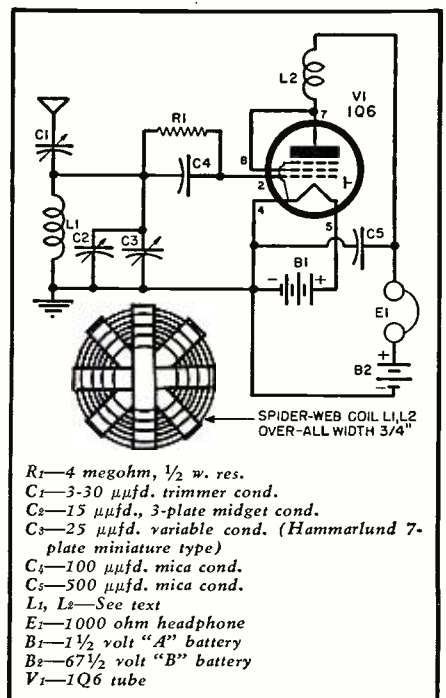 L2
V1
1Q6
7
R1
C1
C4
8
2
L1
C2
C3
4
5
C5
B1
- +
E1
+
B2
-
SPIDER-WEB COIL L1,L2
OVER-ALL WIDTH 3/4"
R1—4 megohm, 1/2 w. res.
C1—3-30 μμfd. trimmer cond.
C2—15 μμfd., 3-plate midget cond.
C3—25 μμfd. variable cond. (Hammarlund 7-
plate miniature type)
C4—100 μμfd. mica cond.
C5—500 μμfd. mica cond.
L1, L2—See text
E1—1000 ohm headphone
B1—1 1/2 volt "A" battery
B2—67 1/2 volt "B" battery
V1—1Q6 tube